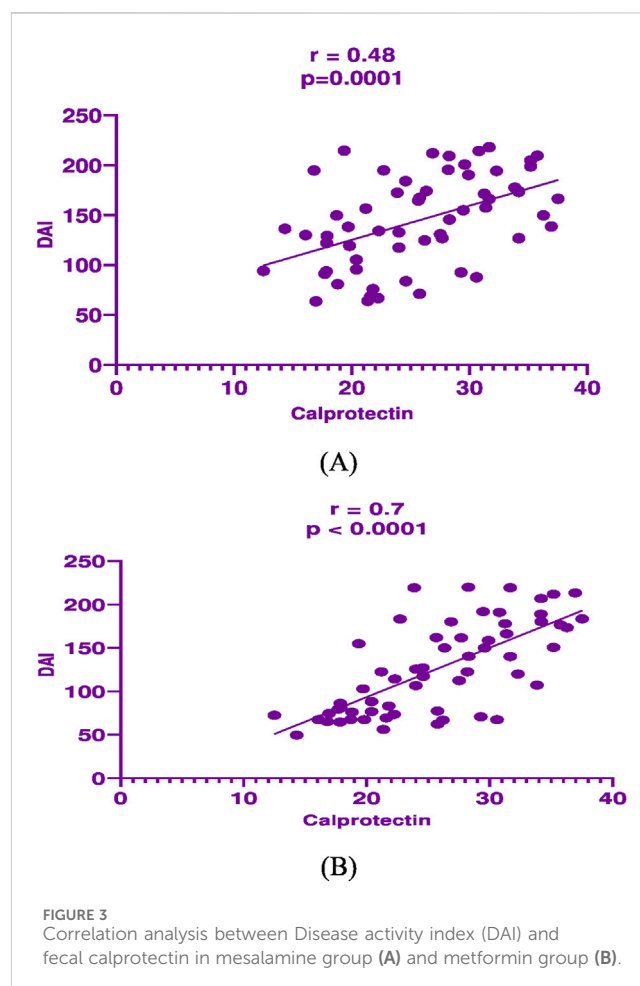 r = 0.48
p=0.0001
250
200
150
100
50
0
DAI
0 10 20 30 40
Calprotectin
(A)
r = 0.7
p < 0.0001
250
200
150
100
50
0
DAI
0 10 20 30 40
Calprotectin
(B)
FIGURE 3
Correlation analysis between Disease activity index (DAI) and
fecal calprotectin in mesalamine group (A) and metformin group (B).